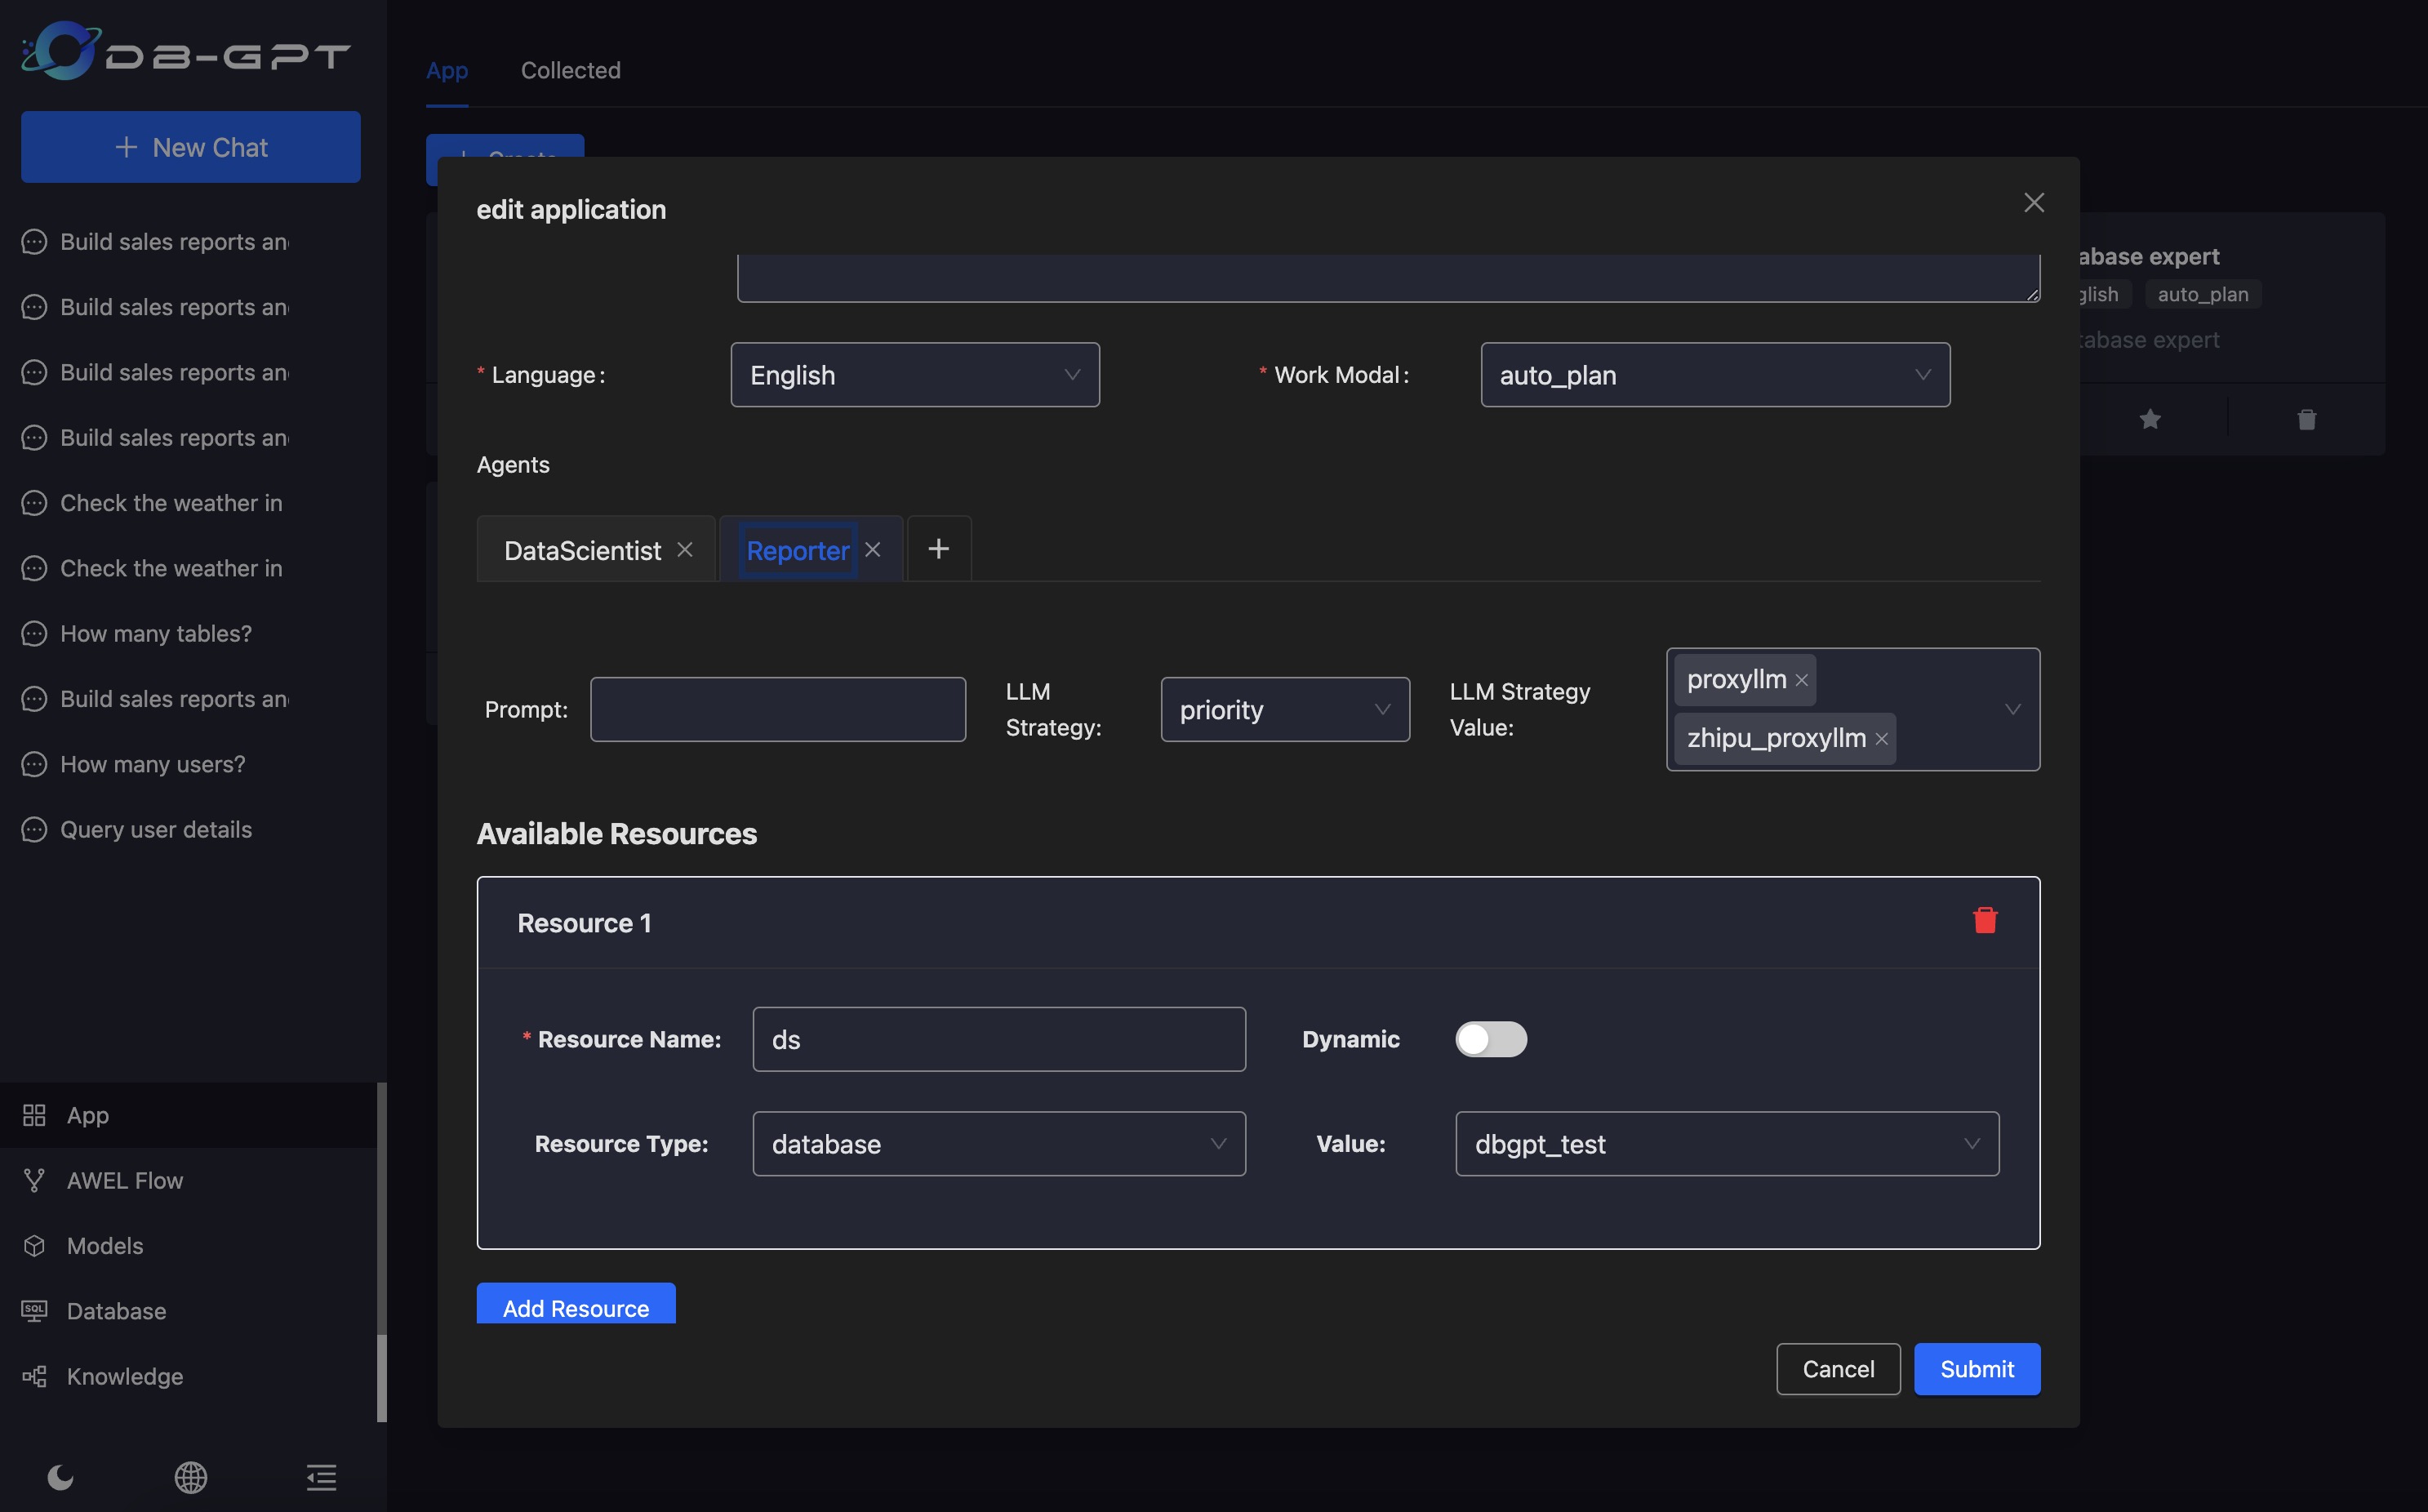 DB-GPT
+ New Chat
Build sales reports an
Build sales reports an
Build sales reports an
Build sales reports an
Check the weather in
Check the weather in
How many tables?
Build sales reports an
How many users?
Query user details
App
AWEL Flow
Models
SQL
Database
Knowledge
App
Collected
+ Create
edit application
* Language: English
* Work Modal: auto_plan
Agents
DataScientist
Reporter
+
Prompt:
LLM Strategy:
priority
LLM Strategy Value:
proxyllm
zhipu_proxyllm
Available Resources
Resource 1
* Resource Name: ds
Dynamic
Resource Type: database
Value: dbgpt_test
Add Resource
Cancel
Submit
abase expert
glish
auto_plan
tabase expert